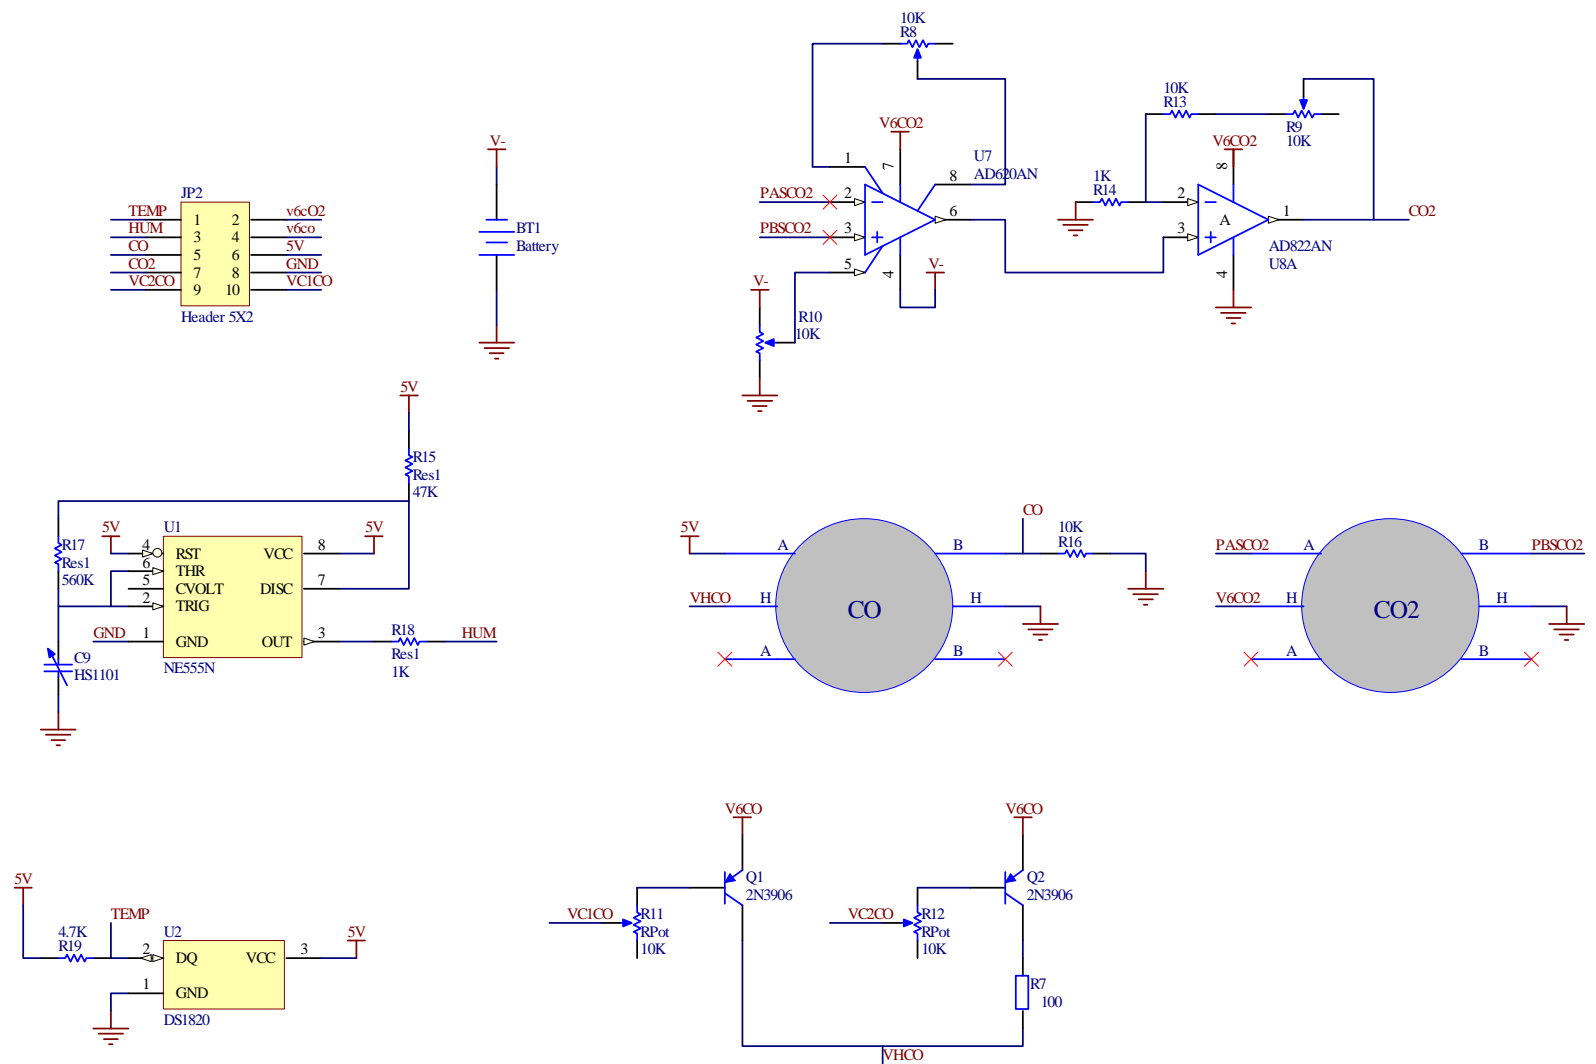 JP2
TEMP 1 2 v6cO2
HUM 3 4 v6co
CO 5 6 5V
CO2 7 8 GND
VC2CO 9 10 VC1CO
Header 5X2
V-
BT1
Battery
10K
R8
V6CO2
U7
AD620AN
1
7
8
PASCO2 2
6
PBSCO2 3
5
4
V-
V-
R10
10K
10K
R13
R9
10K
V6CO2
8
1K
R14
2
A
1
CO2
3
AD822AN
U8A
4
5V
R15
Res1
47K
R17
Res1
560K
5V
U1
5V
4 RST VCC 8
6 THR
5 CVOLT DISC 7
2 TRIG
GND 1 GND OUT 3
R18
Res1
1K
HUM
NE555N
C9
HS1101
CO
10K
R16
5V A B
VHCO H CO H
A B
PASCO2 A B PBSCO2
V6CO2 H CO2 H
A B
5V
TEMP
4.7K
R19
U2
5V
2 DQ VCC 3
1 GND
DS1820
V6CO
Q1
2N3906
VC1CO
R11
RPot
10K
V6CO
Q2
2N3906
VC2CO
R12
RPot
10K
R7
100
VHCO